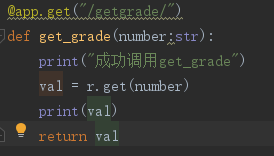 @app.get("/getgrade/")
def get_grade(number:str):
    print("成功调用get_grade")
    val = r.get(number)
    print(val)
    return val